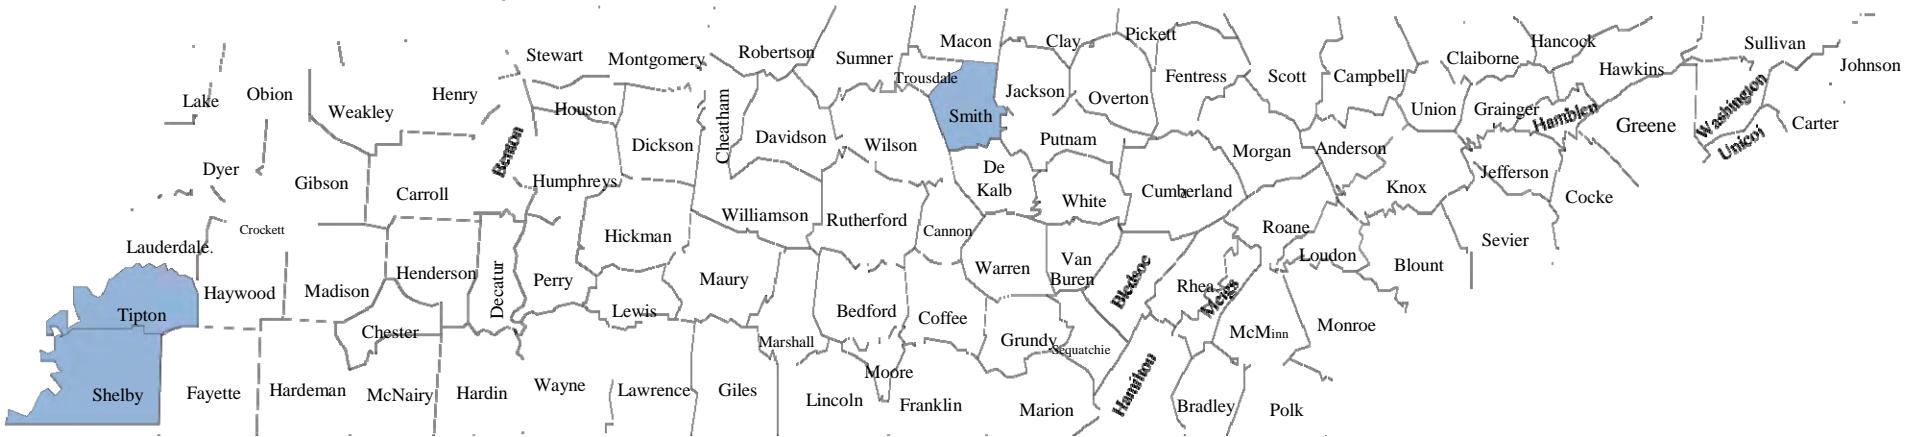 Stewart
Montgomery
Robertson
Sumner
Macon
Clay
Pickett
Hancock
Sullivan
Johnson
Lake
Obion
Weakley
Henry
Houston
Cheatham
Trousdale
Jackson
Overton
Fentress
Scott
Campbell
Claiborne
Hawkins
Union
Grainger
Hamblen
Washington
Greene
Unicoi
Carter
Dyer
Gibson
Carroll
Benton
Humphreys
Dickson
Davidson
Wilson
Smith
Putnam
De
Kalb
White
Cumberland
Morgan
Anderson
Knox
Jefferson
Cocke
Lauderdale.
Crockett
Haywood
Madison
Henderson
Decatur
Perry
Hickman
Williamson
Rutherford
Cannon
Warren
Van
Buren
Bledsoe
Rhea
Meigs
Roane
Loudon
Blount
Sevier
Tipton
Chester
Lewis
Maury
Marshall
Bedford
Coffee
Grundy
Sequatchie
McMinn
Monroe
Shelby
Fayette
Hardeman
McNairy
Hardin
Wayne
Lawrence
Giles
Lincoln
Moore
Franklin
Marion
Hamilton
Bradley
Polk